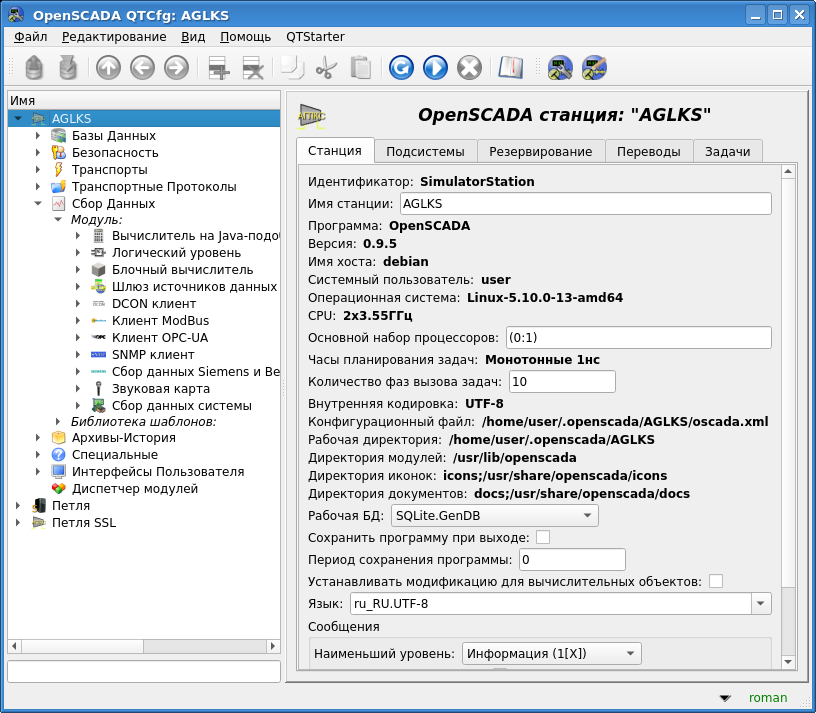 OpenSCADA QTCfg: AGLKS
Файл Редактирование Вид Помощь QTStarter
Имя
AGLKS
Базы Данных
Безопасность
Транспорты
Транспортные Протоколы
Сбор Данных
Модуль:
Вычислитель на Java-подо
Логический уровень
Блочный вычислитель
Шлюз источников данных
DCON клиент
Клиент ModBus
Клиент OPC-UA
SNMP клиент
Сбор данных Siemens и Be
Звуковая карта
Сбор данных системы
Библиотека шаблонов:
Архивы-История
Специальные
Интерфейсы Пользователя
Диспетчер модулей
Петля
Петля SSL
АГЛКС
OpenSCADA станция: "AGLKS"
Станция Подсистемы Резервирование Переводы Задачи
Идентификатор: SimulatorStation
Имя станции: AGLKS
Программа: OpenSCADA
Версия: 0.9.5
Имя хоста: debian
Системный пользователь: user
Операционная система: Linux-5.10.0-13-amd64
CPU: 2x3.55ГГц
Основной набор процессоров: (0:1)
Часы планирования задач: Монотонные 1нс
Количество фаз вызова задач: 10
Внутренняя кодировка: UTF-8
Конфигурационный файл: /home/user/.openscada/AGLKS/oscada.xml
Рабочая директория: /home/user/.openscada/AGLKS
Директория модулей: /usr/lib/openscada
Директория иконок: icons;/usr/share/openscada/icons
Директория документов: docs;/usr/share/openscada/docs
Рабочая БД: SQLite.GenDB
Сохранить программу при выходе:
Период сохранения программы: 0
Устанавливать модификацию для вычислительных объектов:
Язык: ru_RU.UTF-8
Сообщения
Наименьший уровень: Информация (1[X])
roman